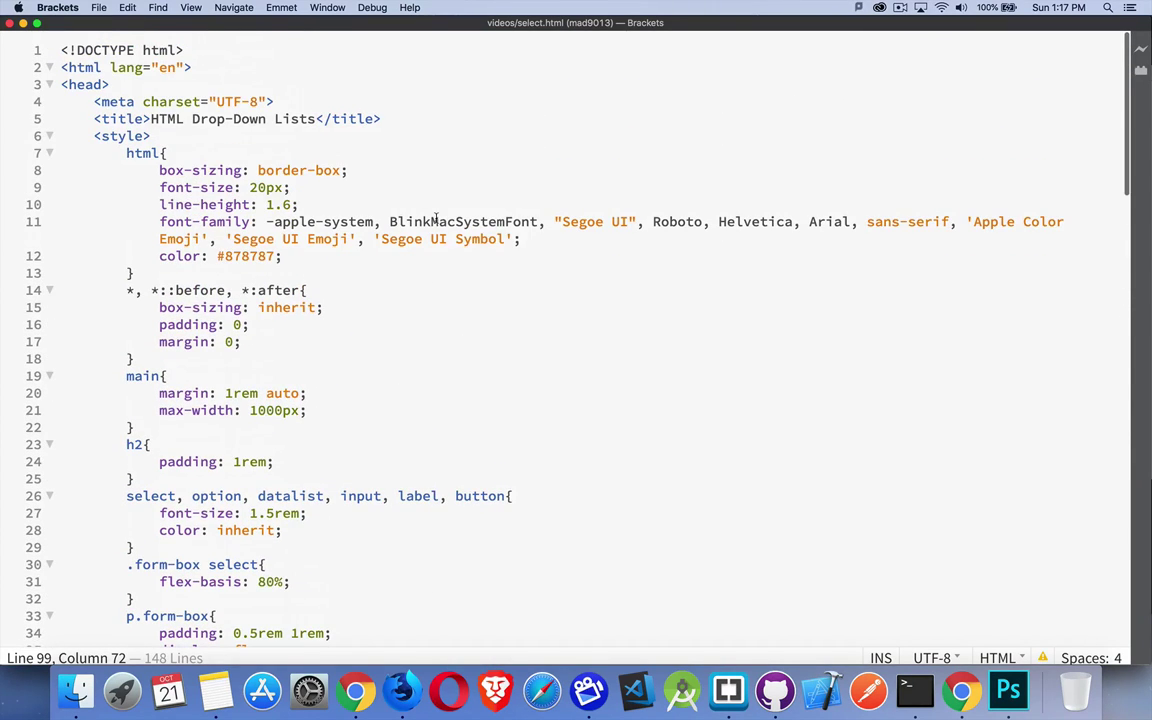 Brackets File Edit Find View Navigate Emmet Window Debug Help 100% Sun 1:17 PM
videos/select.html (mad9013) — Brackets
1 <!DOCTYPE html>
2 <html lang="en">
3 <head>
4 <meta charset="UTF-8">
5 <title>HTML Drop-Down Lists</title>
6 <style>
7 html{
8 box-sizing: border-box;
9 font-size: 20px;
10 line-height: 1.6;
11 font-family: -apple-system, BlinkMacSystemFont, "Segoe UI", Roboto, Helvetica, Arial, sans-serif, 'Apple Color
Emoji', 'Segoe UI Emoji', 'Segoe UI Symbol';
12 color: #878787;
13 }
14 *, *::before, *:after{
15 box-sizing: inherit;
16 padding: 0;
17 margin: 0;
18 }
19 main{
20 margin: 1rem auto;
21 max-width: 1000px;
22 }
23 h2{
24 padding: 1rem;
25 }
26 select, option, datalist, input, label, button{
27 font-size: 1.5rem;
28 color: inherit;
29 }
30 .form-box select{
31 flex-basis: 80%;
32 }
33 p.form-box{
34 padding: 0.5rem 1rem;
Line 99, Column 72 — 148 Lines INS UTF-8 HTML Spaces: 4
OCT
21
>_
Ps